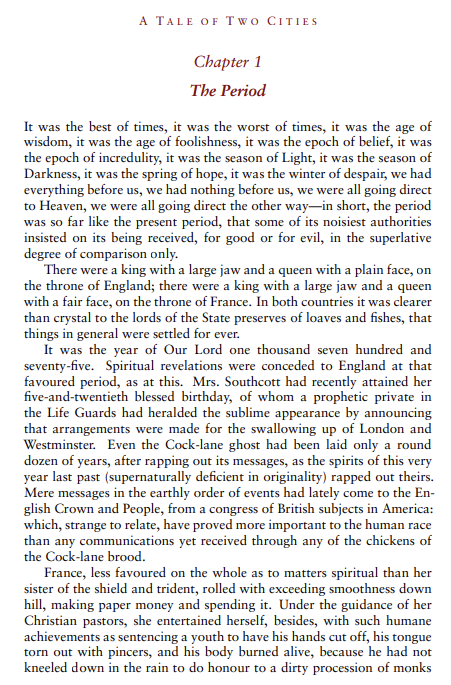 A TALE OF TWO CITIES
Chapter 1
The Period
It was the best of times, it was the worst of times, it was the age of
wisdom, it was the age of foolishness, it was the epoch of belief, it was
the epoch of incredulity, it was the season of Light, it was the season of
Darkness, it was the spring of hope, it was the winter of despair, we had
everything before us, we had nothing before us, we were all going direct
to Heaven, we were all going direct the other way—in short, the period
was so far like the present period, that some of its noisiest authorities
insisted on its being received, for good or for evil, in the superlative
degree of comparison only.
There were a king with a large jaw and a queen with a plain face, on
the throne of England; there were a king with a large jaw and a queen
with a fair face, on the throne of France. In both countries it was clearer
than crystal to the lords of the State preserves of loaves and fishes, that
things in general were settled for ever.
It was the year of Our Lord one thousand seven hundred and
seventy-five. Spiritual revelations were conceded to England at that
favoured period, as at this. Mrs. Southcott had recently attained her
five-and-twentieth blessed birthday, of whom a prophetic private in
the Life Guards had heralded the sublime appearance by announcing
that arrangements were made for the swallowing up of London and
Westminster. Even the Cock-lane ghost had been laid only a round
dozen of years, after rapping out its messages, as the spirits of this very
year last past (supernaturally deficient in originality) rapped out theirs.
Mere messages in the earthly order of events had lately come to the En-
glish Crown and People, from a congress of British subjects in America:
which, strange to relate, have proved more important to the human race
than any communications yet received through any of the chickens of
the Cock-lane brood.
France, less favoured on the whole as to matters spiritual than her
sister of the shield and trident, rolled with exceeding smoothness down
hill, making paper money and spending it. Under the guidance of her
Christian pastors, she entertained herself, besides, with such humane
achievements as sentencing a youth to have his hands cut off, his tongue
torn out with pincers, and his body burned alive, because he had not
kneeled down in the rain to do honour to a dirty procession of monks